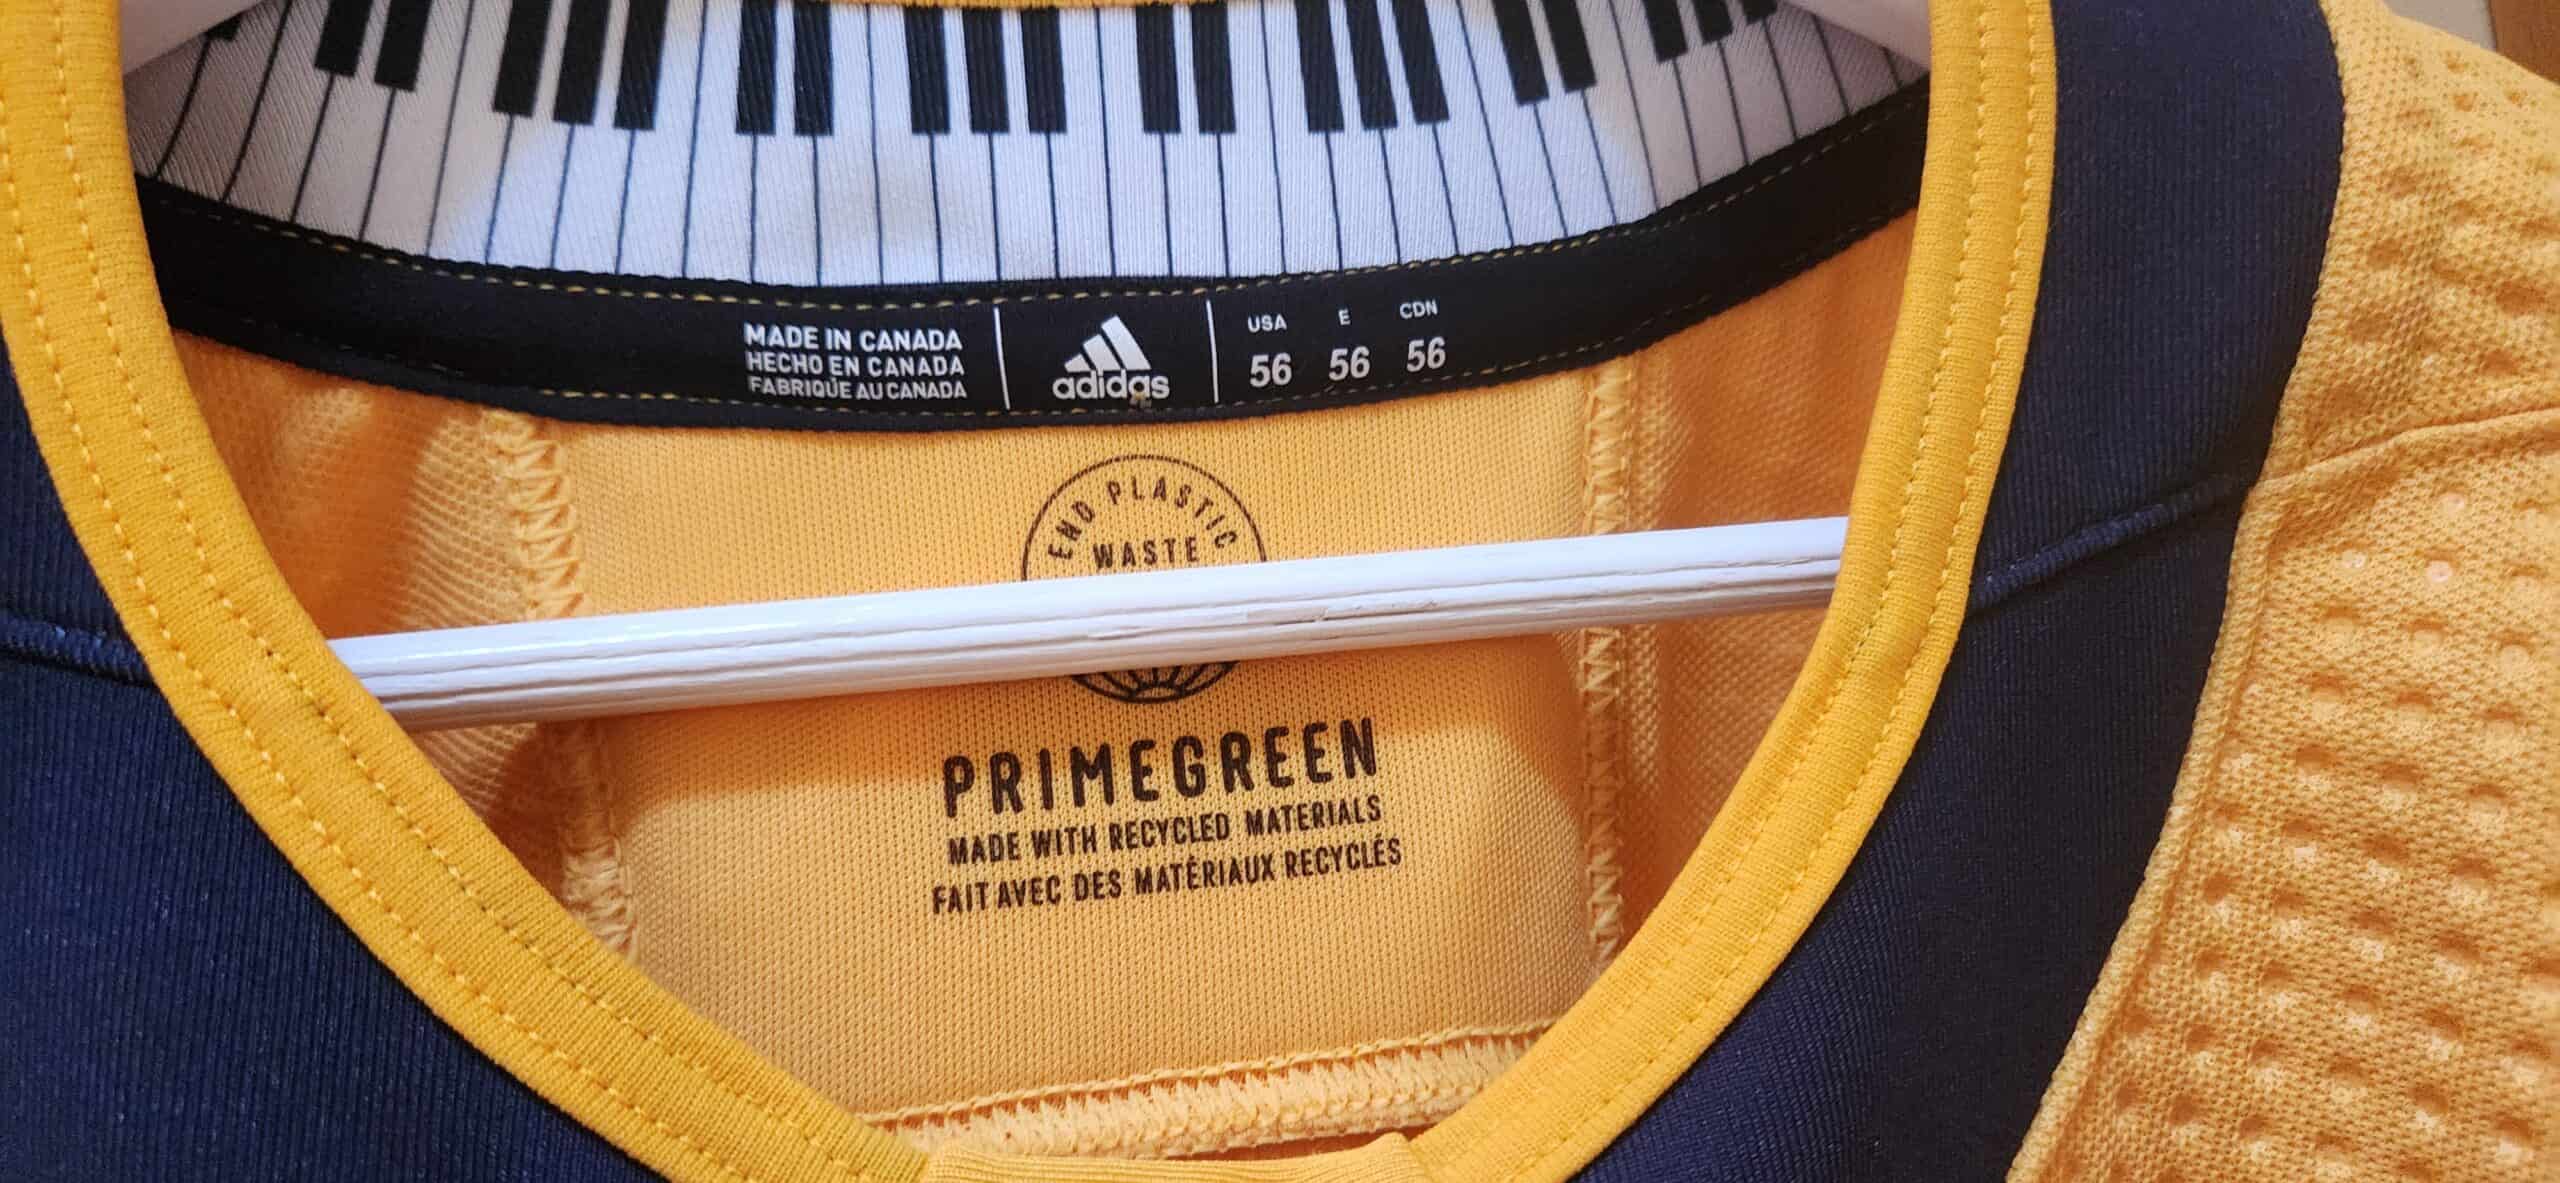 MADE IN CANADA
HECHO EN CANADA
FABRIQUÉ AU CANADA
adidas
USA E CDN
56 56 56
END PLASTIC
WASTE
PRIMEGREEN
MADE WITH RECYCLED MATERIALS
FAIT AVEC DES MATÉRIAUX RECYCLÉS